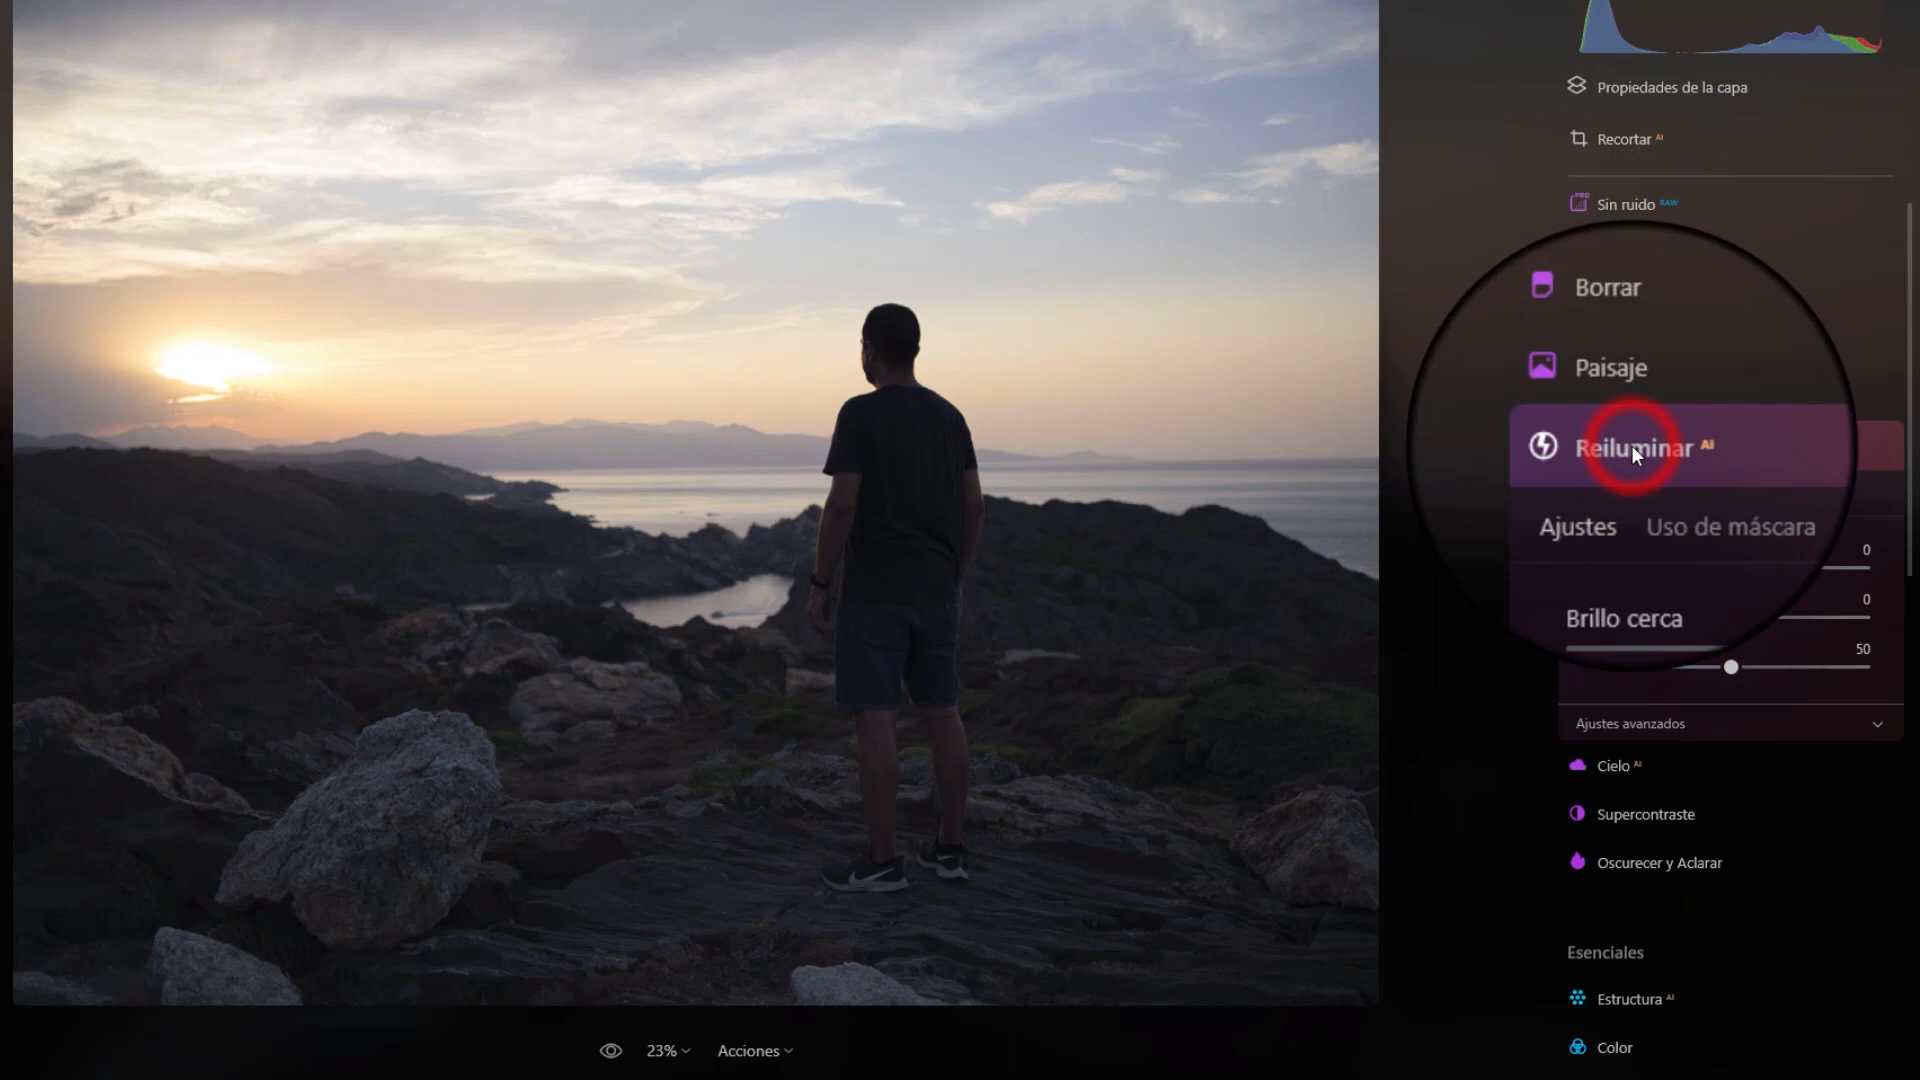 Propiedades de la capa
Recortar AI
Sin ruido RAW
Borrar
Paisaje
Reiluminar AI
Ajustes Uso de máscara
0
Brillo cerca 0
50
Ajustes avanzados
Cielo AI
Supercontraste
Oscurecer y Aclarar
Esenciales
Estructura AI
Color
23% Acciones